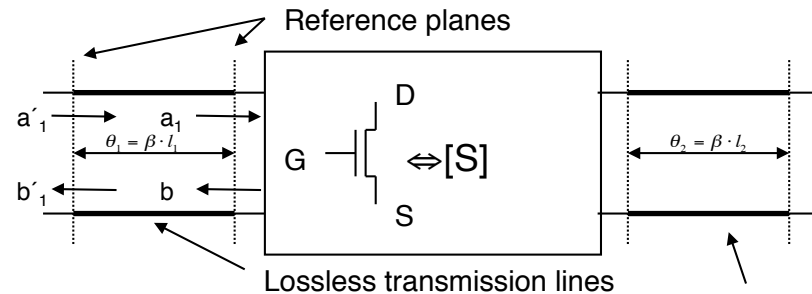 Reference planes
a´1 a1
θ1 = β · l1
b´1 b
D
G ⇔[S]
S
θ2 = β · l2
Lossless transmission lines